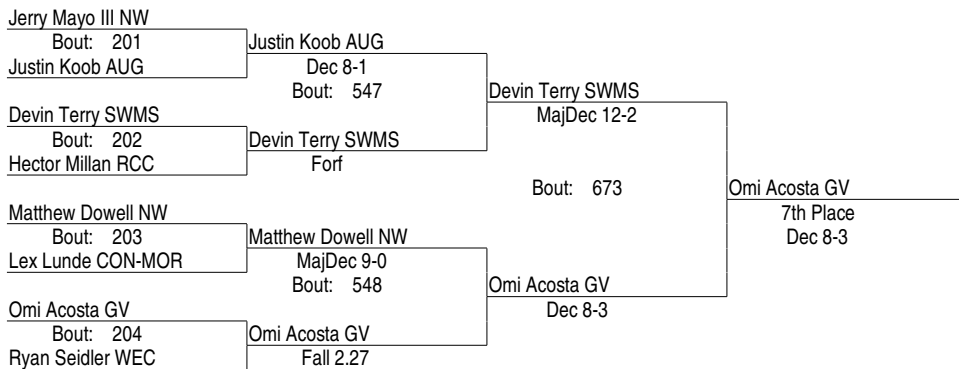 Jerry Mayo III NW
Bout: 201
Justin Koob AUG
Justin Koob AUG
Dec 8-1
Bout: 547
Devin Terry SWMS
Bout: 202
Hector Millan RCC
Devin Terry SWMS
Forf
Devin Terry SWMS
MajDec 12-2
Bout: 673
Matthew Dowell NW
Bout: 203
Lex Lunde CON-MOR
Matthew Dowell NW
MajDec 9-0
Bout: 548
Omi Acosta GV
Bout: 204
Ryan Seidler WEC
Omi Acosta GV
Fall 2.27
Omi Acosta GV
Dec 8-3
Omi Acosta GV
7th Place
Dec 8-3